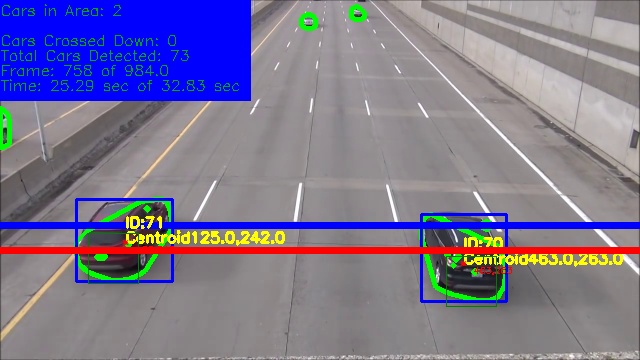 Cars in Area: 2
Cars Crossed Down: 0
Total Cars Detected: 73
Frame: 758 of 984.0
Time: 25.29 sec of 32.83 sec
ID:71
Centroid125.0,242.0
ID:70
Centroid463.0,263.0